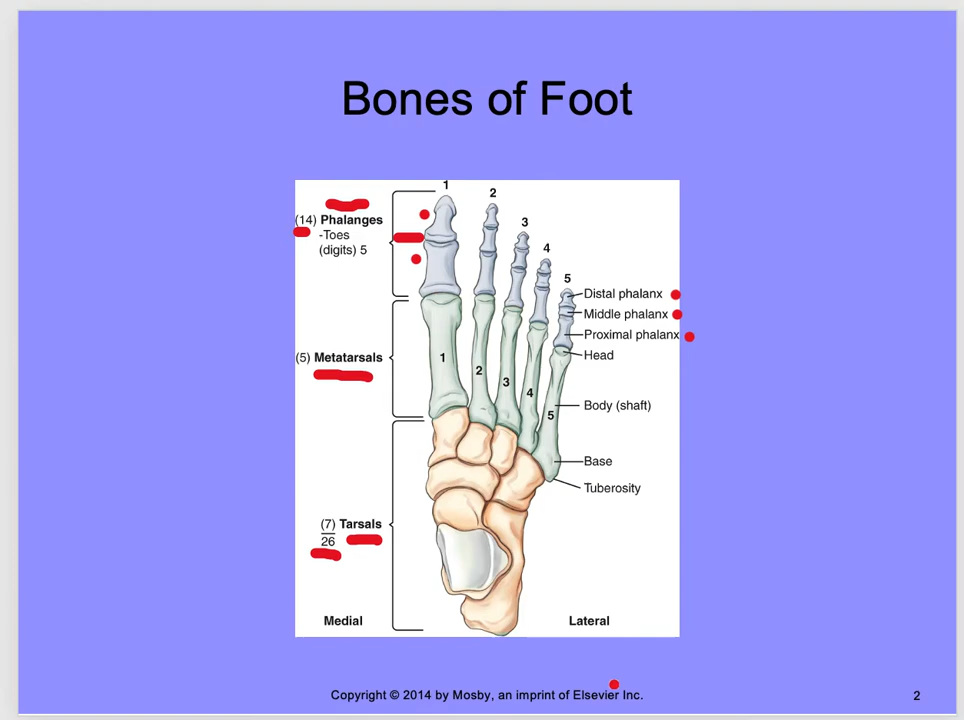 Bones of Foot
1
2
3
4
5
(14) Phalanges
-Toes
(digits) 5
Distal phalanx
Middle phalanx
Proximal phalanx
Head
(5) Metatarsals
1
2
3
4
5
Body (shaft)
Base
Tuberosity
(7) Tarsals
26
Medial
Lateral
Copyright © 2014 by Mosby, an imprint of Elsevier Inc.
2